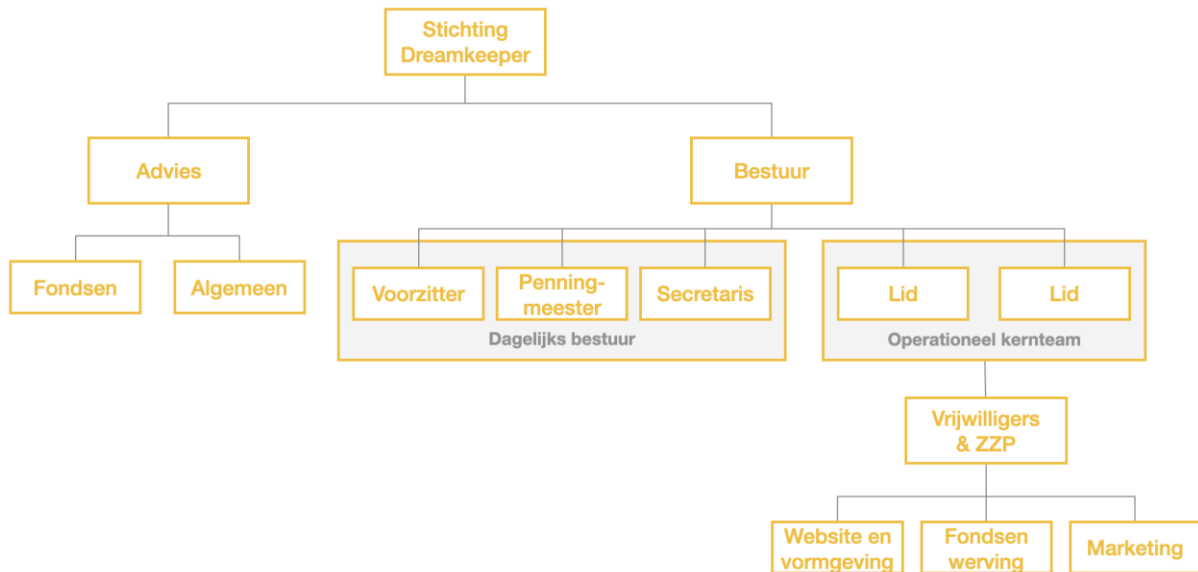 Stichting
Dreamkeeper
Advies
Bestuur
Fondsen
Algemeen
Voorzitter
Penning-
meester
Secretaris
Lid
Lid
Dagelijks bestuur
Operationeel kernteam
Vrijwilligers
& ZZP
Website en
vormgeving
Fondsen
werving
Marketing